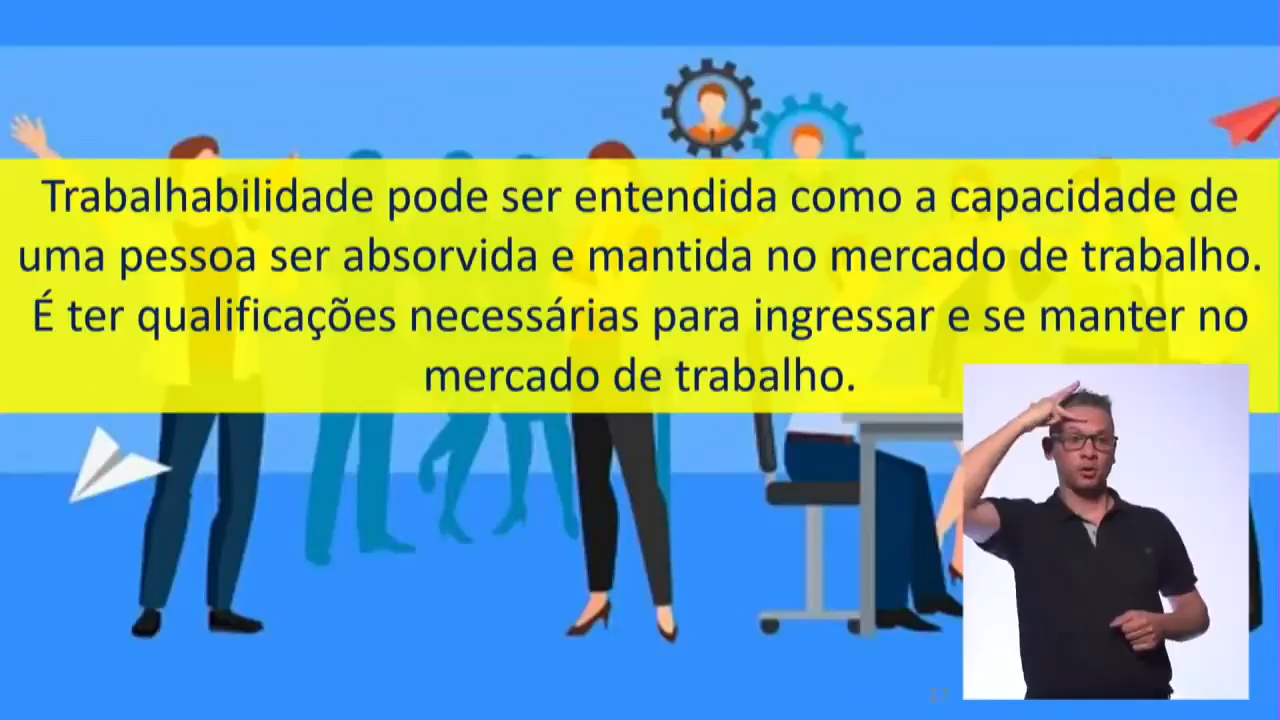 Trabalhabilidade pode ser entendida como a capacidade de
uma pessoa ser absorvida e mantida no mercado de trabalho.
É ter qualificações necessárias para ingressar e se manter no
mercado de trabalho.
17